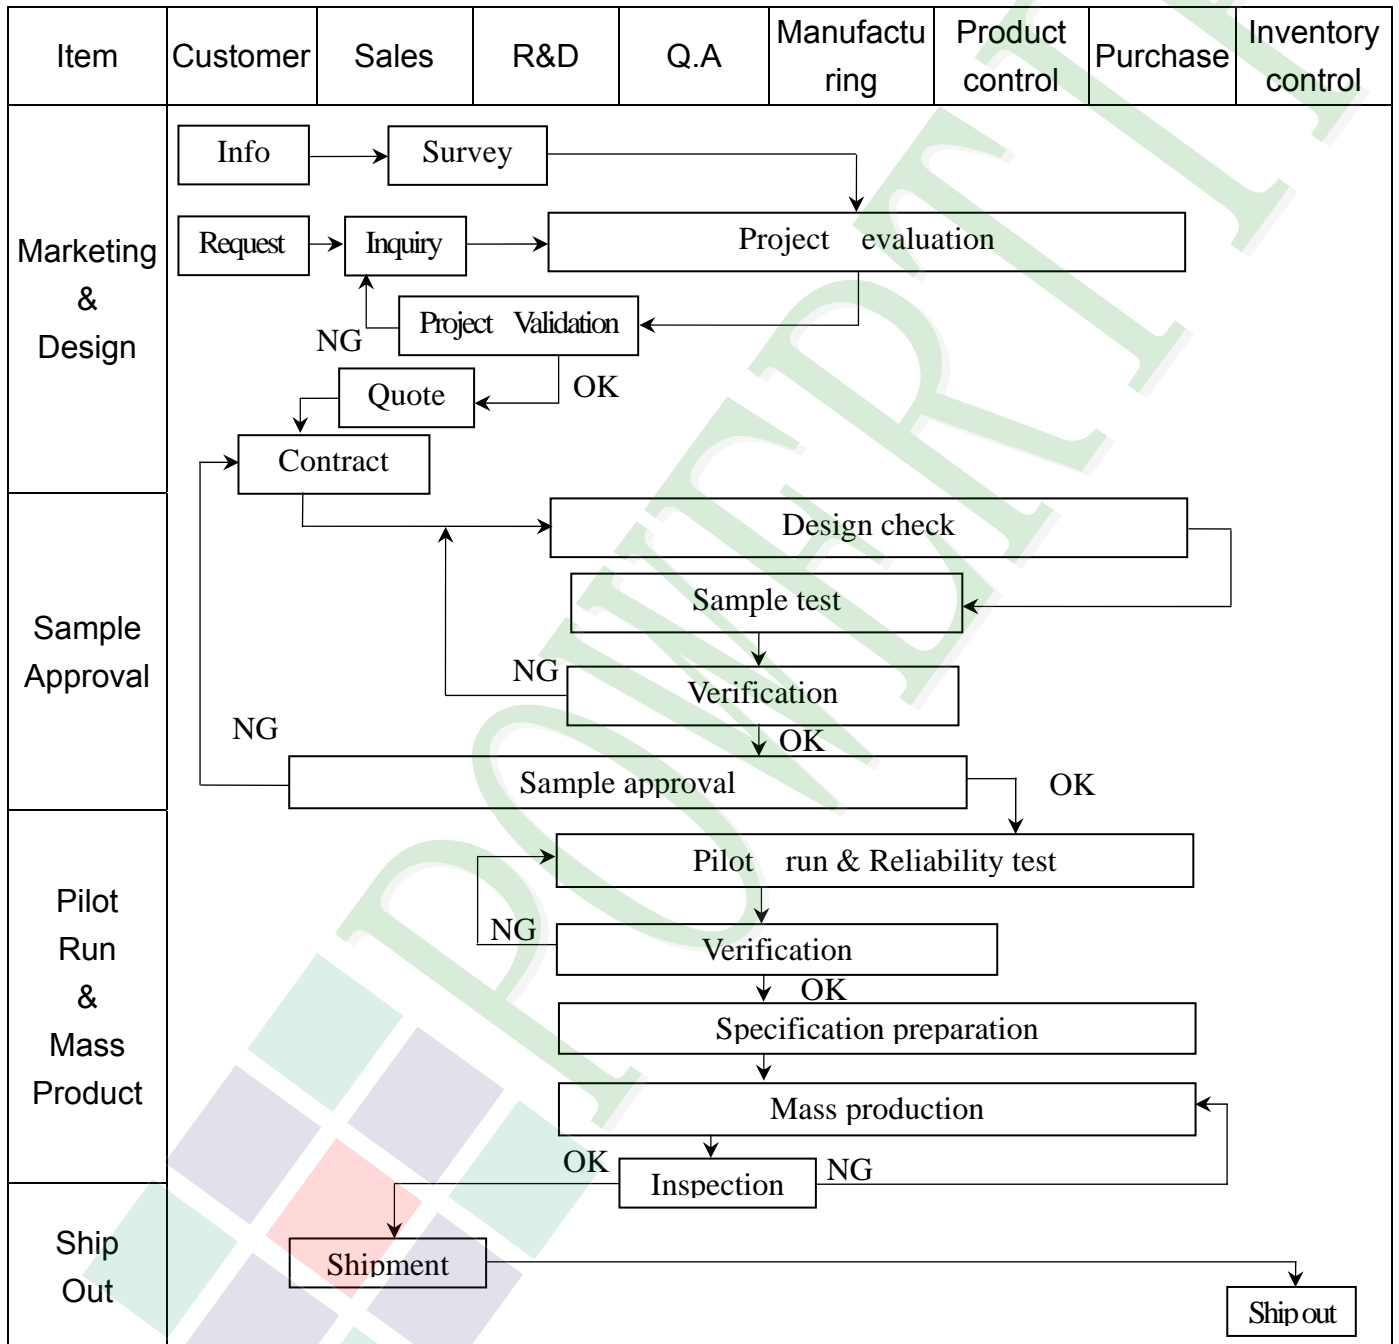 Item
Customer
Sales
R&D
Q.A
Manufactu
ring
Product
control
Purchase
Inventory
control
Marketing
&
Design
Info
Survey
Request
Inquiry
Project evaluation
NG
Project Validation
Quote
OK
Contract
Sample
Approval
Design check
Sample test
NG
Verification
NG
OK
Sample approval
OK
Pilot
Run
&
Mass
Product
Pilot run & Reliability test
NG
Verification
OK
Specification preparation
Mass production
OK
Inspection
NG
Ship
Out
Shipment
Ship out